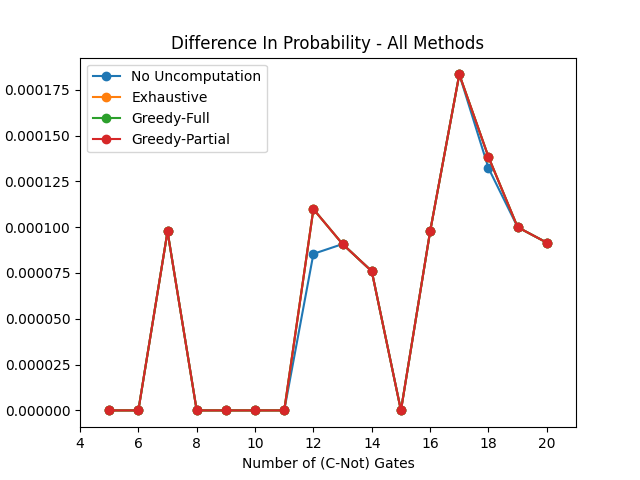 Difference In Probability - All Methods
No Uncomputation
Exhaustive
Greedy-Full
Greedy-Partial
0.000175
0.000150
0.000125
0.000100
0.000075
0.000050
0.000025
0.000000
4 6 8 10 12 14 16 18 20
Number of (C-Not) Gates